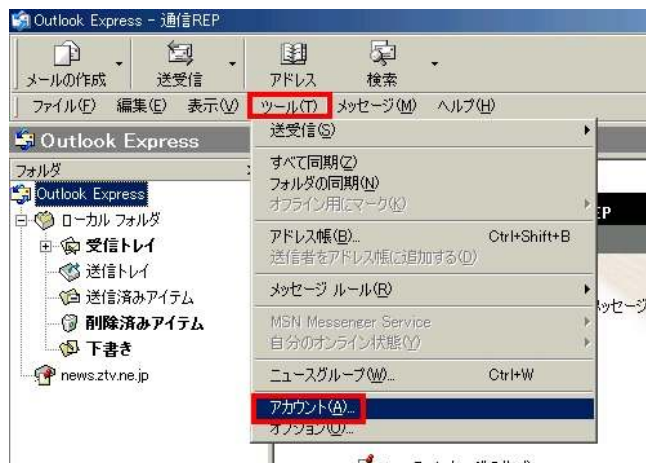 Outlook Express - 通信REP
メールの作成 送受信 アドレス 検索
ファイル(F) 編集(E) 表示(V) ツール(T) メッセージ(M) ヘルプ(H)
Outlook Express
フォルダ
Outlook Express
ローカル フォルダ
受信トレイ
送信トレイ
送信済みアイテム
削除済みアイテム
下書き
news.ztv.ne.jp
送受信(S)
すべて同期(Z)
フォルダの同期(N)
オフライン用にマーク(K)
アドレス帳(B)... Ctrl+Shift+B
送信者をアドレス帳に追加する(D)
メッセージ ルール(R)
MSN Messenger Service
自分のオンライン状態(Y)
ニュースグループ(W)... Ctrl+W
アカウント(A)...
オプション(O)...
EP
メッセージ